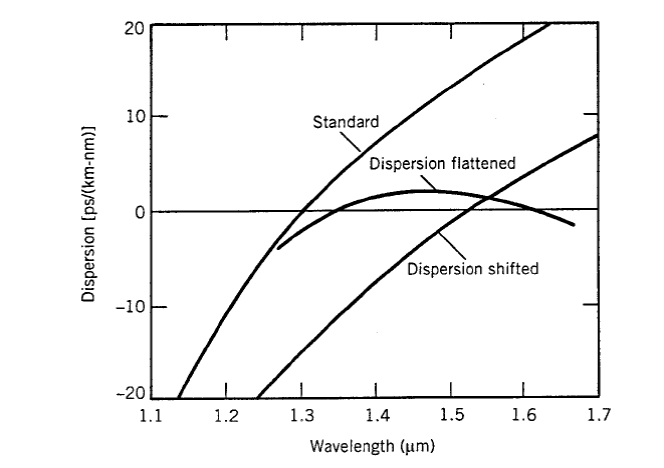 20
10
0
-10
-20
Dispersion [ps/(km-nm)]
Standard
Dispersion flattened
Dispersion shifted
1.1 1.2 1.3 1.4 1.5 1.6 1.7
Wavelength (μm)